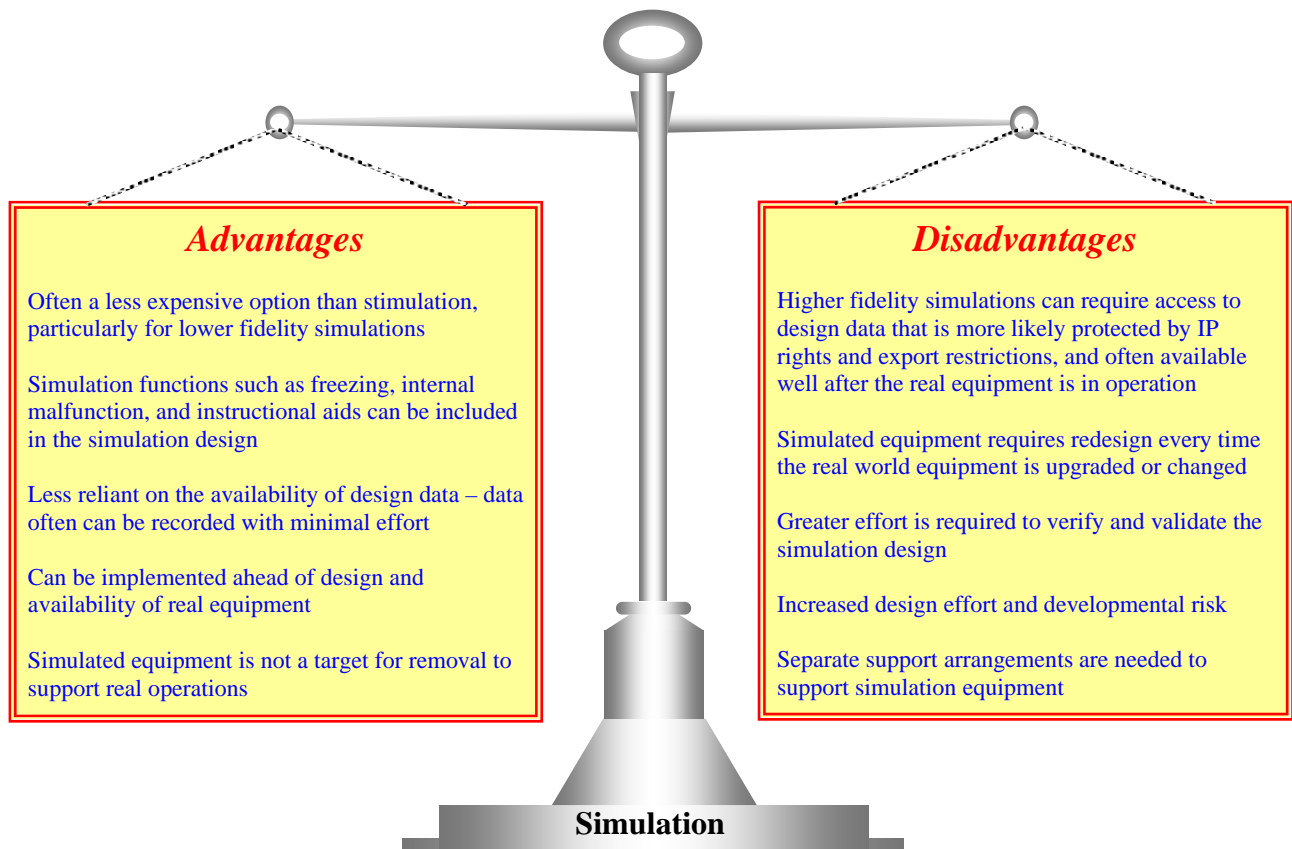 Advantages
Often a less expensive option than stimulation,
particularly for lower fidelity simulations
Simulation functions such as freezing, internal
malfunction, and instructional aids can be included
in the simulation design
Less reliant on the availability of design data – data
often can be recorded with minimal effort
Can be implemented ahead of design and
availability of real equipment
Simulated equipment is not a target for removal to
support real operations
Disadvantages
Higher fidelity simulations can require access to
design data that is more likely protected by IP
rights and export restrictions, and often available
well after the real equipment is in operation
Simulated equipment requires redesign every time
the real world equipment is upgraded or changed
Greater effort is required to verify and validate the
simulation design
Increased design effort and developmental risk
Separate support arrangements are needed to
support simulation equipment
Simulation